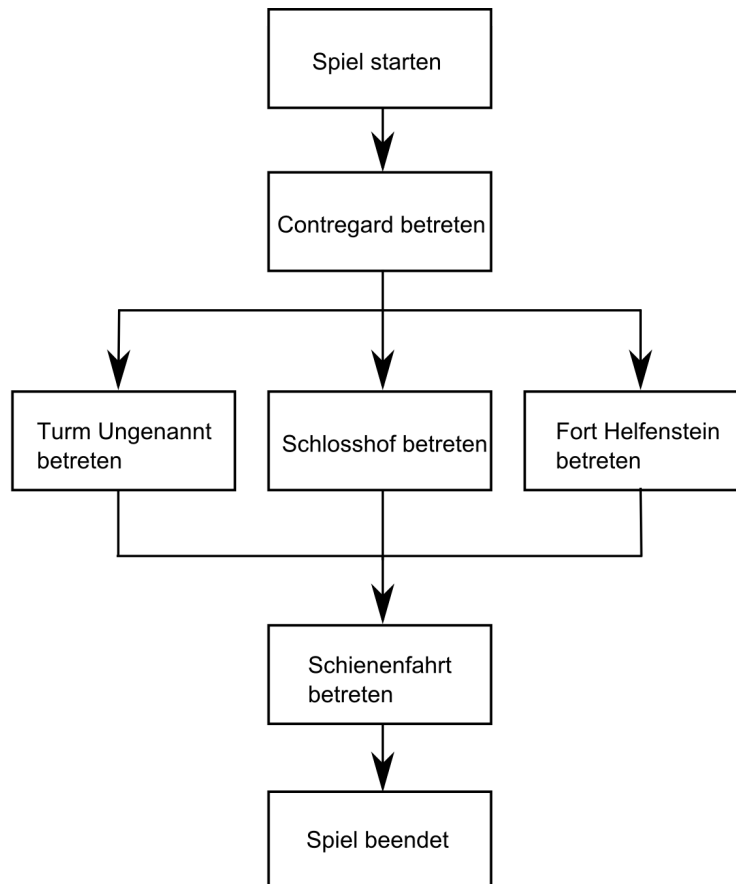 Spiel starten
Contregard betreten
Turm Ungenannt
betreten
Schlosshof betreten
Fort Helfenstein
betreten
Schienenfahrt
betreten
Spiel beendet